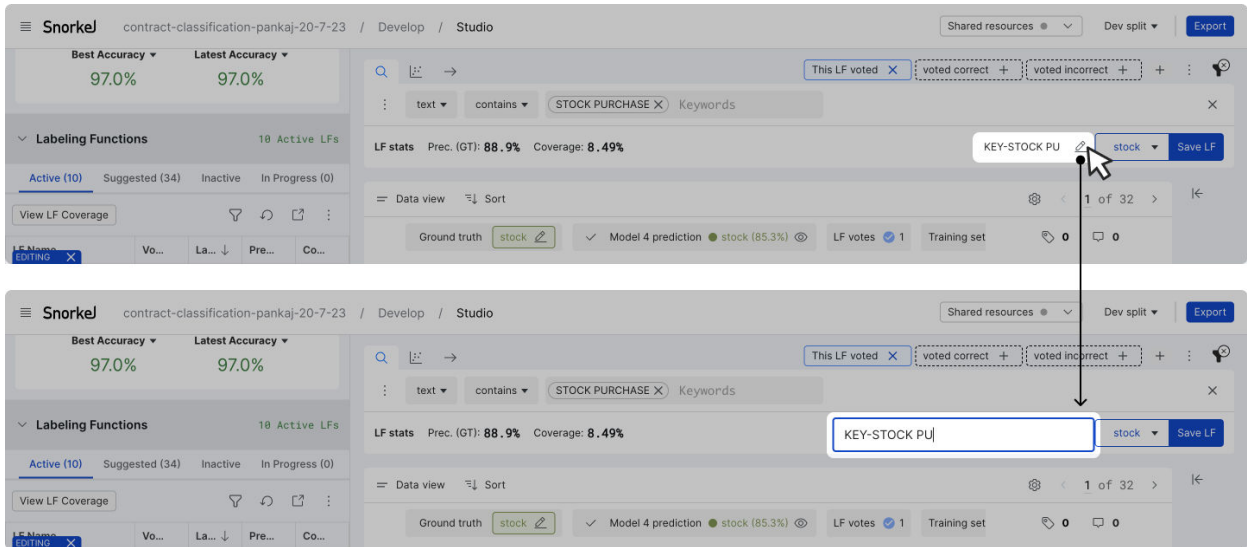 Snorkel contract-classification-pankaj-20-7-23 / Develop / Studio Shared resources Dev split Export
Best Accuracy Latest Accuracy
97.0% 97.0%
This LF voted voted correct + voted incorrect + +
text contains STOCK PURCHASE Keywords
Labeling Functions 10 Active LFs
LF stats Prec. (GT): 88.9% Coverage: 8.49% KEY-STOCK PU stock Save LF
Active (10) Suggested (34) Inactive In Progress (0)
Data view Sort 1 of 32
View LF Coverage
Ground truth stock Model 4 prediction stock (85.3%) LF votes 1 Training set 0 0
LF Name Vo... La... Pre... Co...
EDITING X
Snorkel contract-classification-pankaj-20-7-23 / Develop / Studio Shared resources Dev split Export
Best Accuracy Latest Accuracy
97.0% 97.0%
This LF voted voted correct + voted incorrect + +
text contains STOCK PURCHASE Keywords
Labeling Functions 10 Active LFs
LF stats Prec. (GT): 88.9% Coverage: 8.49% KEY-STOCK PU stock Save LF
Active (10) Suggested (34) Inactive In Progress (0)
Data view Sort 1 of 32
View LF Coverage
Ground truth stock Model 4 prediction stock (85.3%) LF votes 1 Training set 0 0
LF Name Vo... La... Pre... Co...
EDITING X